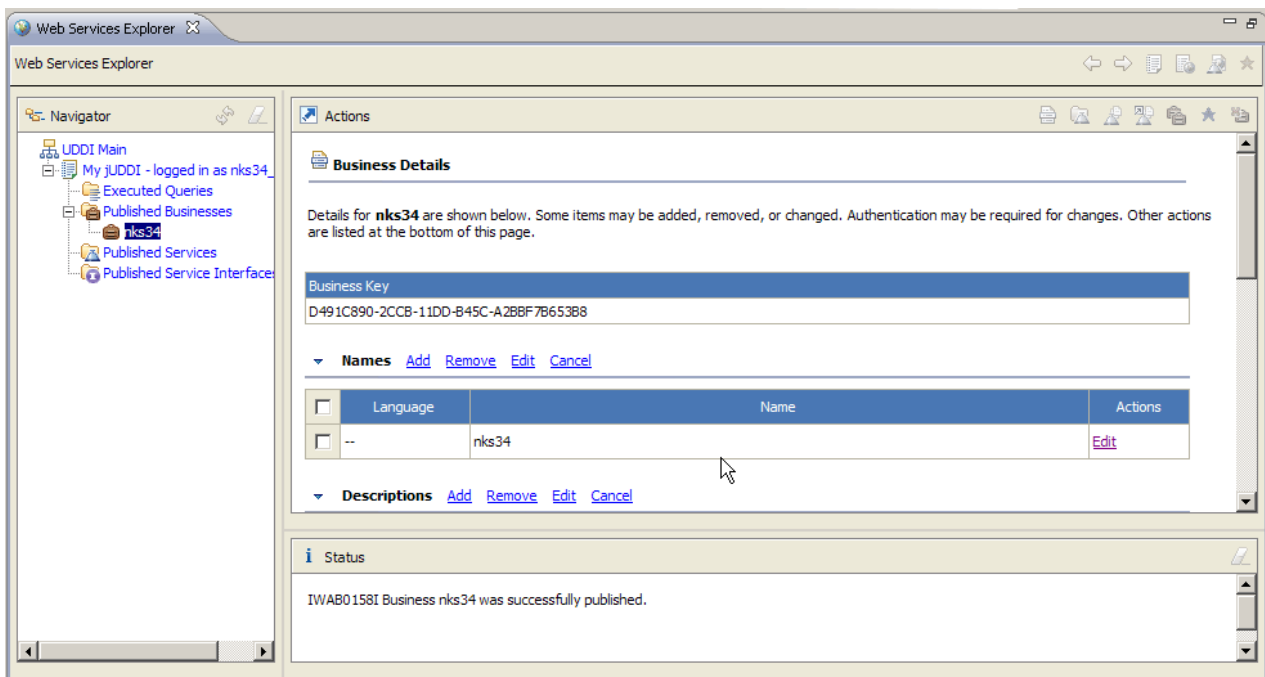 Web Services Explorer
Web Services Explorer
Navigator
UDDI Main
My jUDDI - logged in as nks34_
Executed Queries
Published Businesses
nks34
Published Services
Published Service Interfaces
Actions
Business Details
Details for nks34 are shown below. Some items may be added, removed, or changed. Authentication may be required for changes. Other actions
are listed at the bottom of this page.
Business Key
D491C890-2CCB-11DD-B45C-A2BBF7B653B8
Names Add Remove Edit Cancel
Language Name Actions
-- nks34 Edit
Descriptions Add Remove Edit Cancel
i Status
IWAB0158I Business nks34 was successfully published.